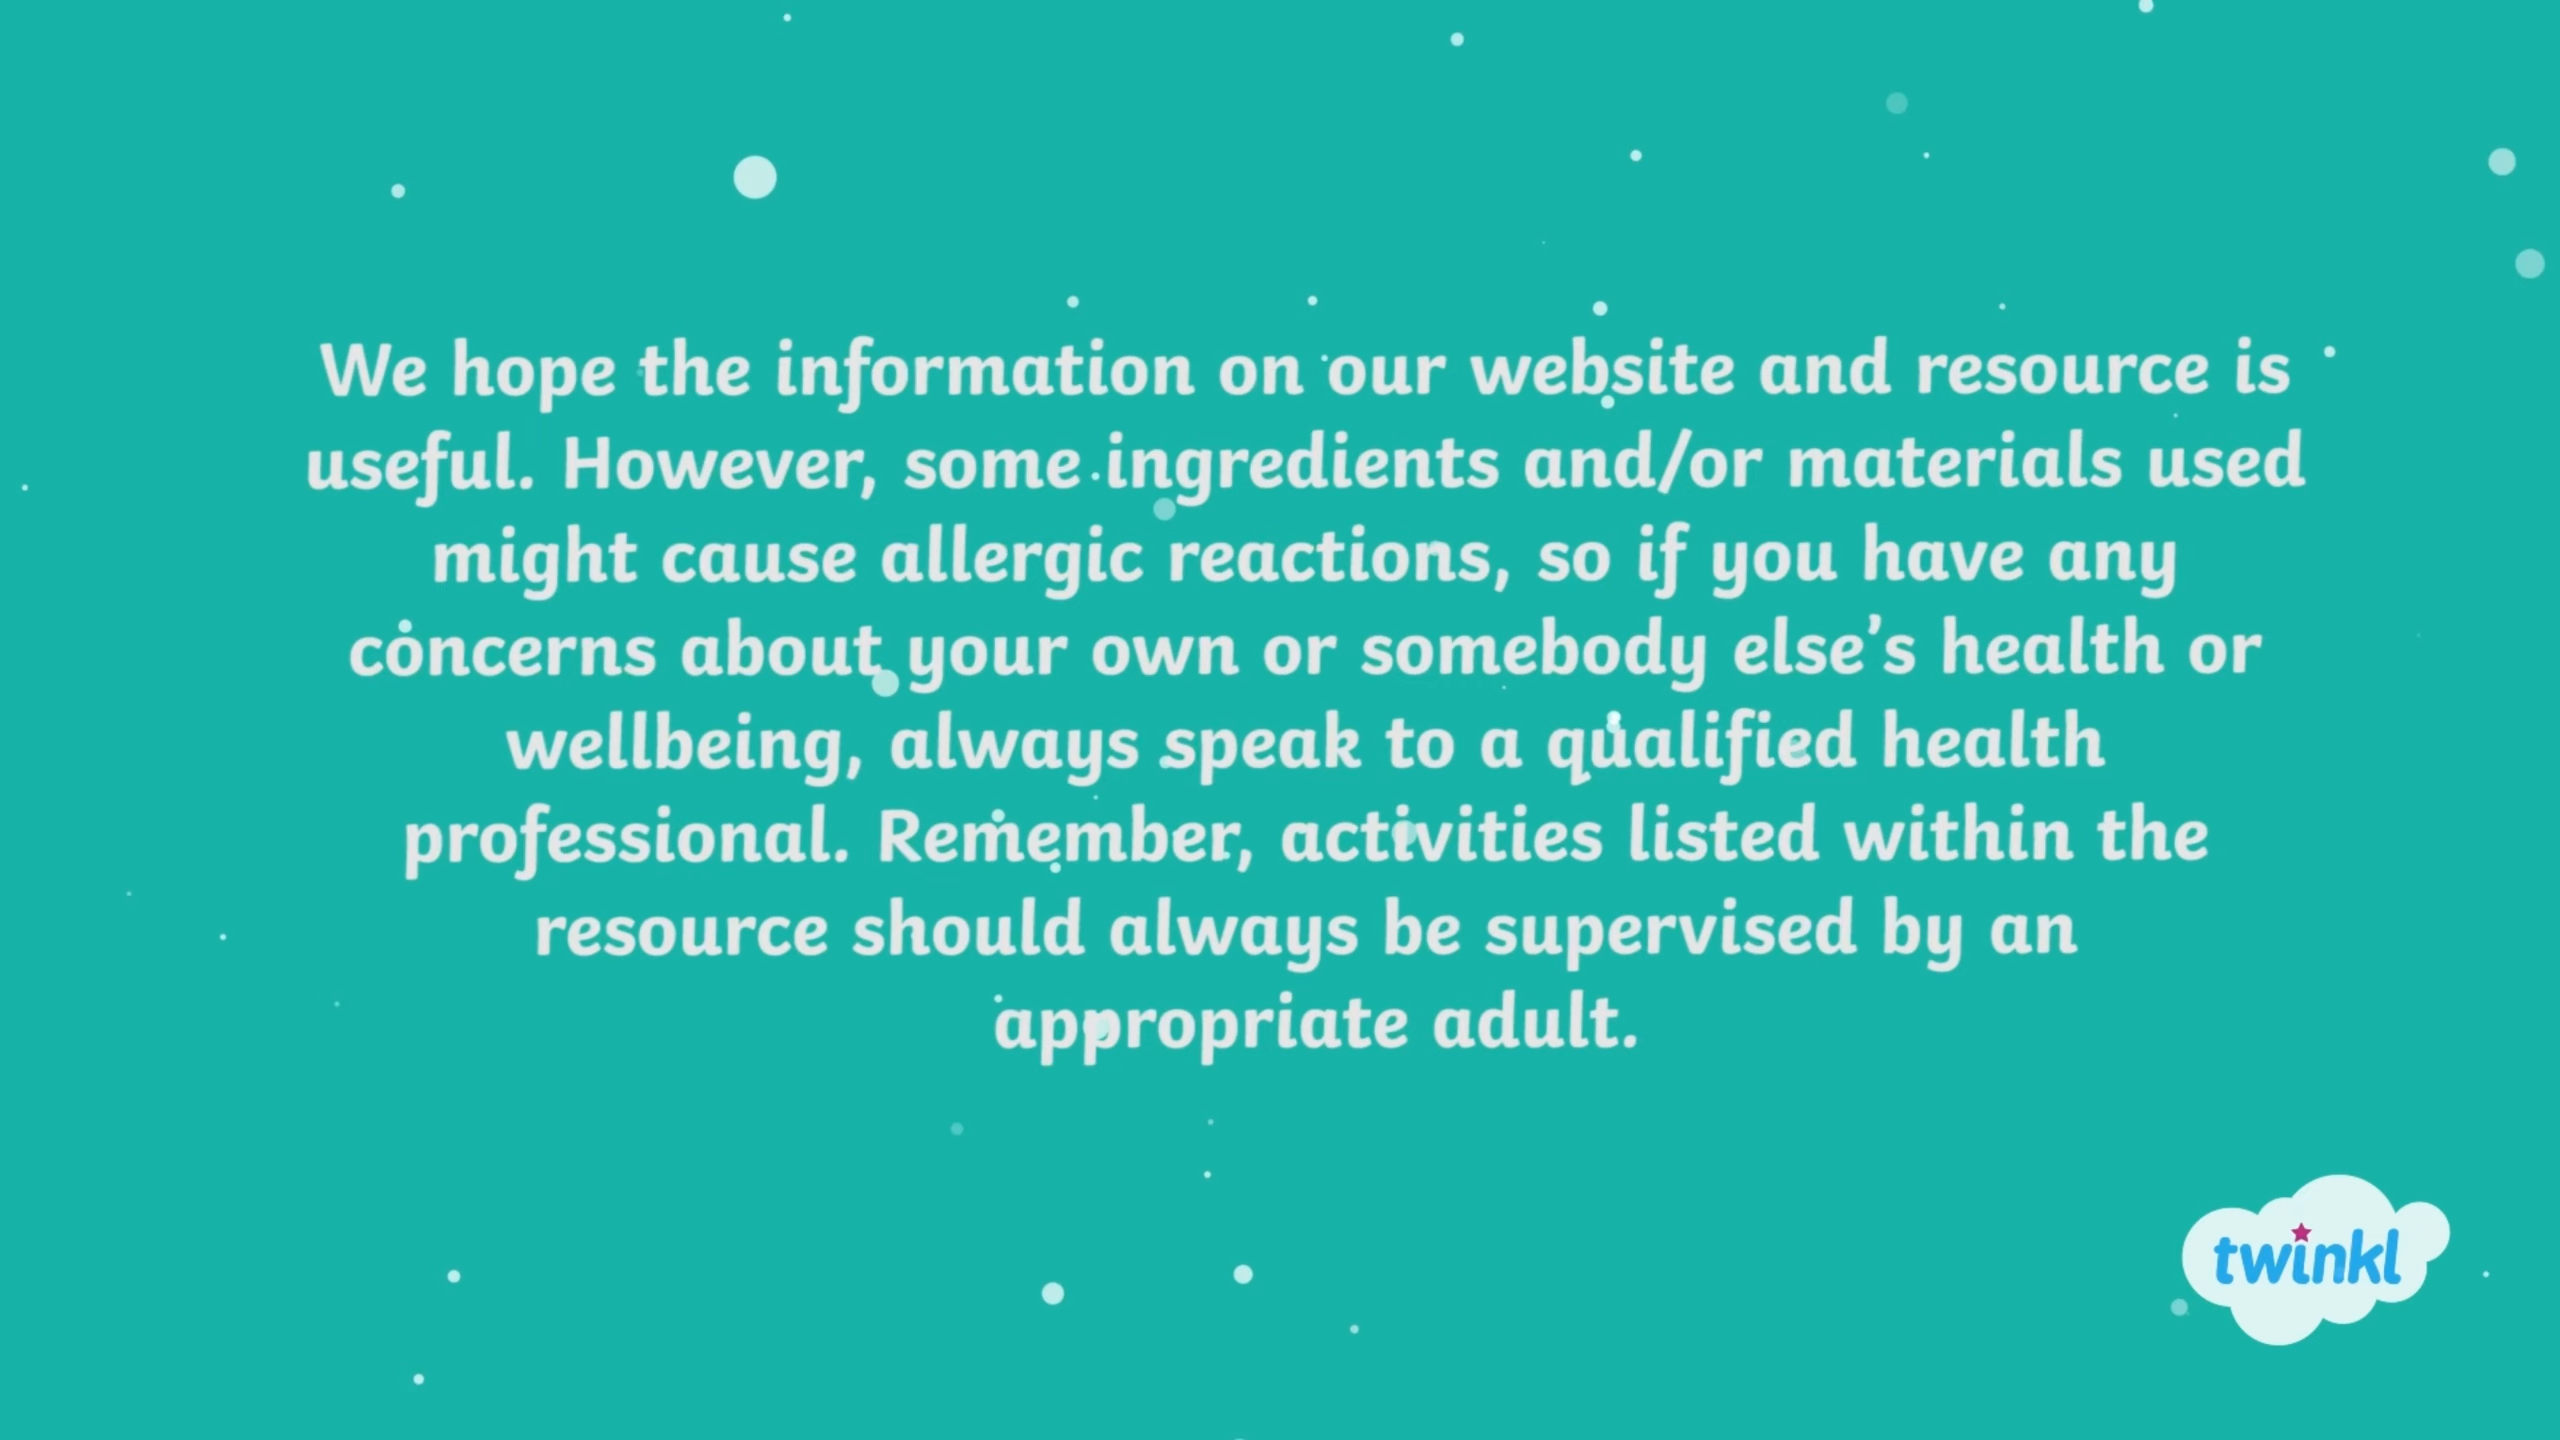 We hope the information on our website and resource is
useful. However, some ingredients and/or materials used
might cause allergic reactions, so if you have any
concerns about your own or somebody else’s health or
wellbeing, always speak to a qualified health
professional. Remember, activities listed within the
resource should always be supervised by an
appropriate adult.
twinkl